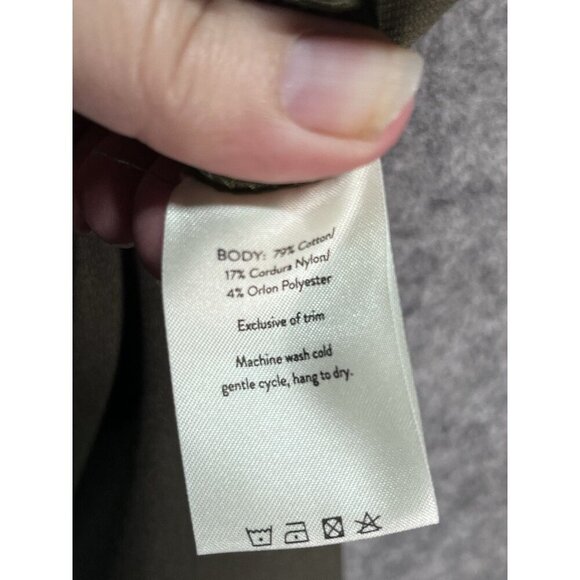 BODY: 79% Cotton/
17% Cordura Nylon/
4% Orlon Polyester
Exclusive of trim
Machine wash cold
gentle cycle, hang to dry.